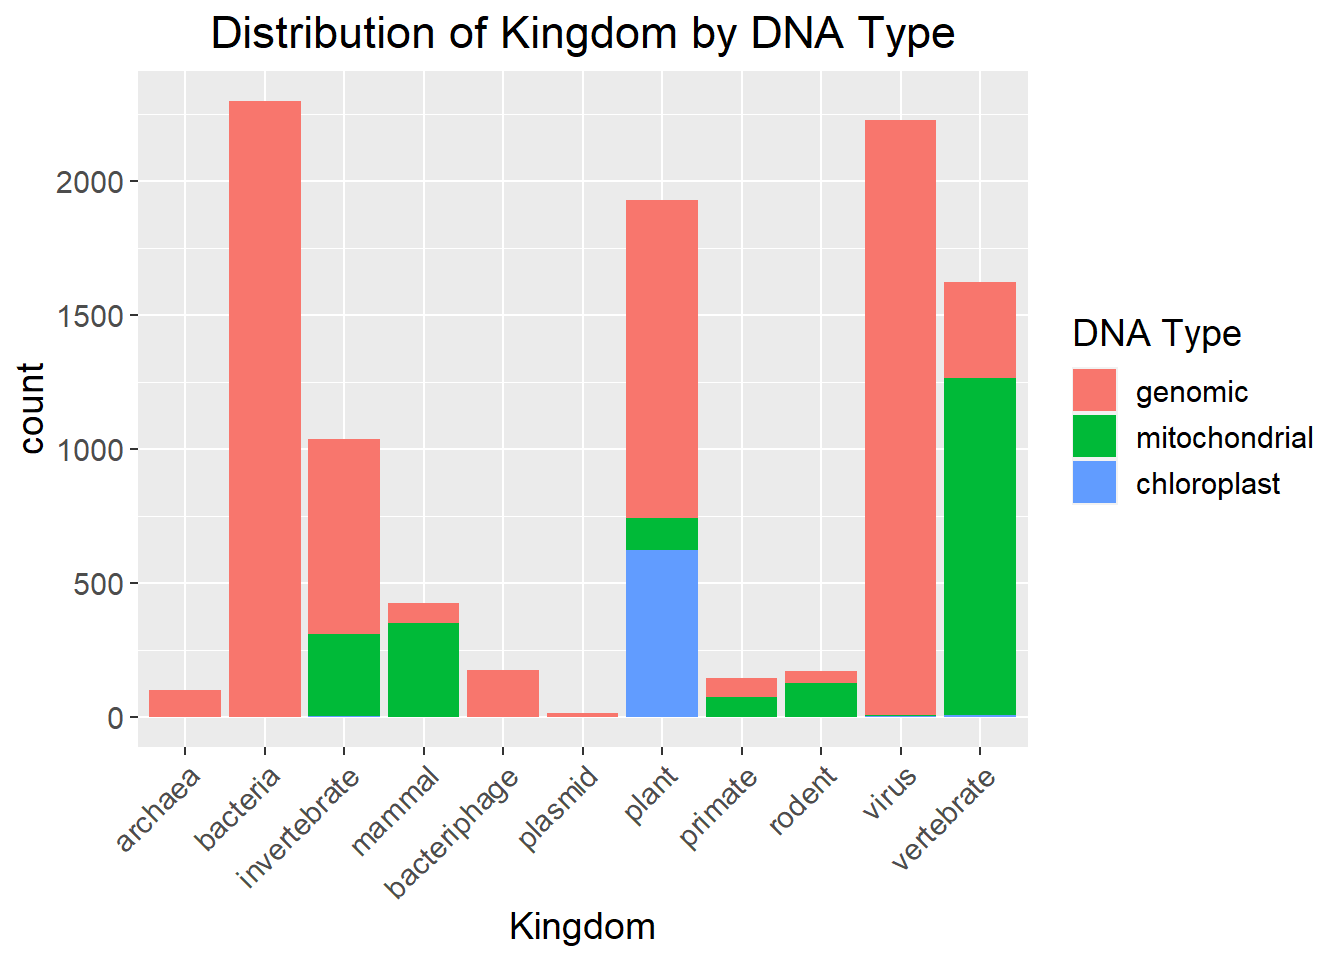 Distribution of Kingdom by DNA Type
count
2000
1500
1000
500
0
archaea
bacteria
invertebrate
mammal
bacteriphage
plasmid
plant
primate
rodent
virus
vertebrate
Kingdom
DNA Type
genomic
mitochondrial
chloroplast